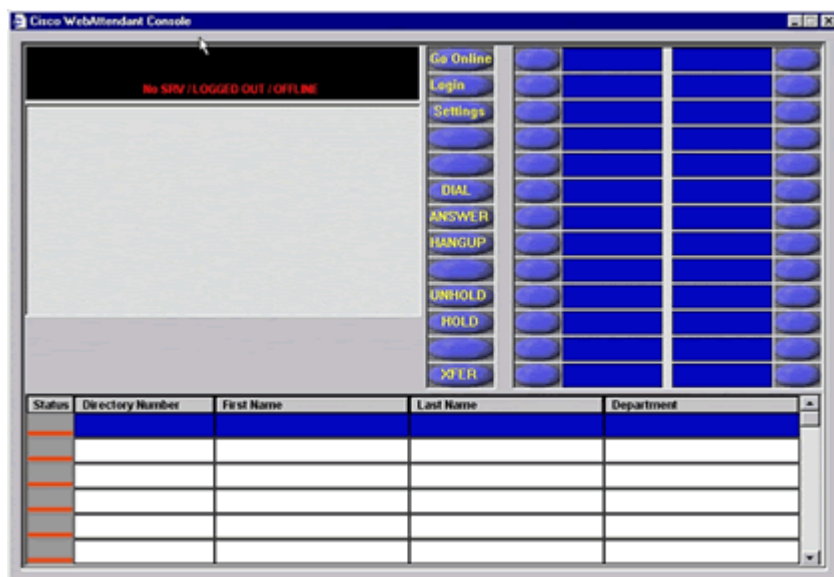 Cisco WebAttendant Console
No SRV / LOGGED OUT / OFFLINE
Go Online
Login
Settings
DIAL
ANSWER
HANGUP
UNHOLD
HOLD
XFER
Status Directory Number First Name Last Name Department